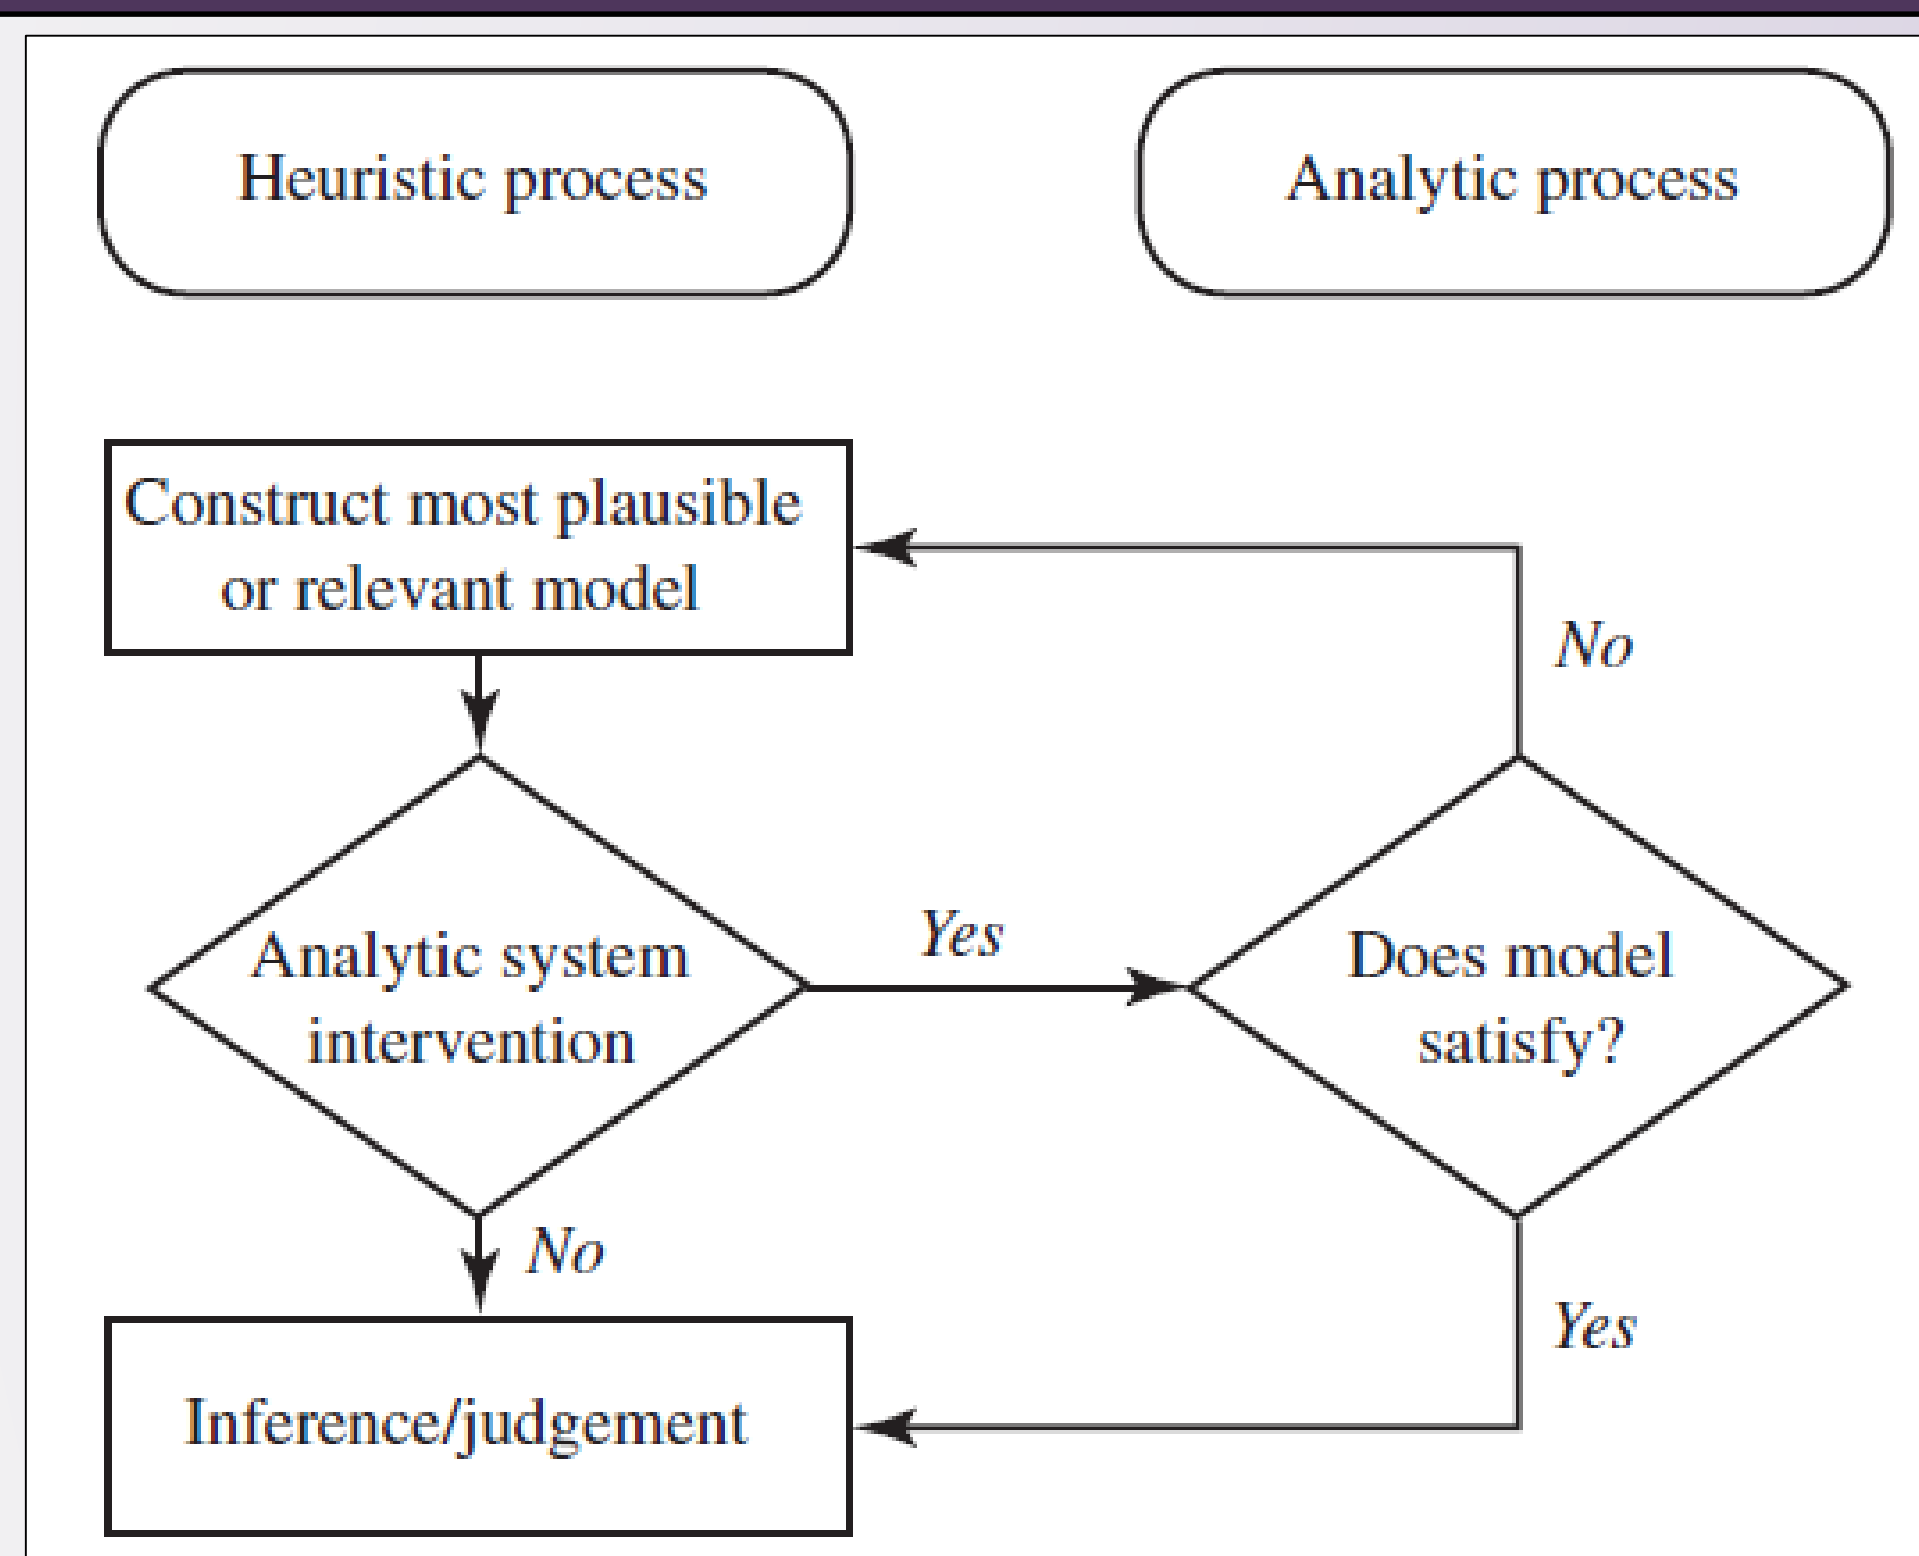 Heuristic process
Analytic process
Construct most plausible
or relevant model
No
Analytic system
intervention
Yes
Does model
satisfy?
No
Yes
Inference/judgement